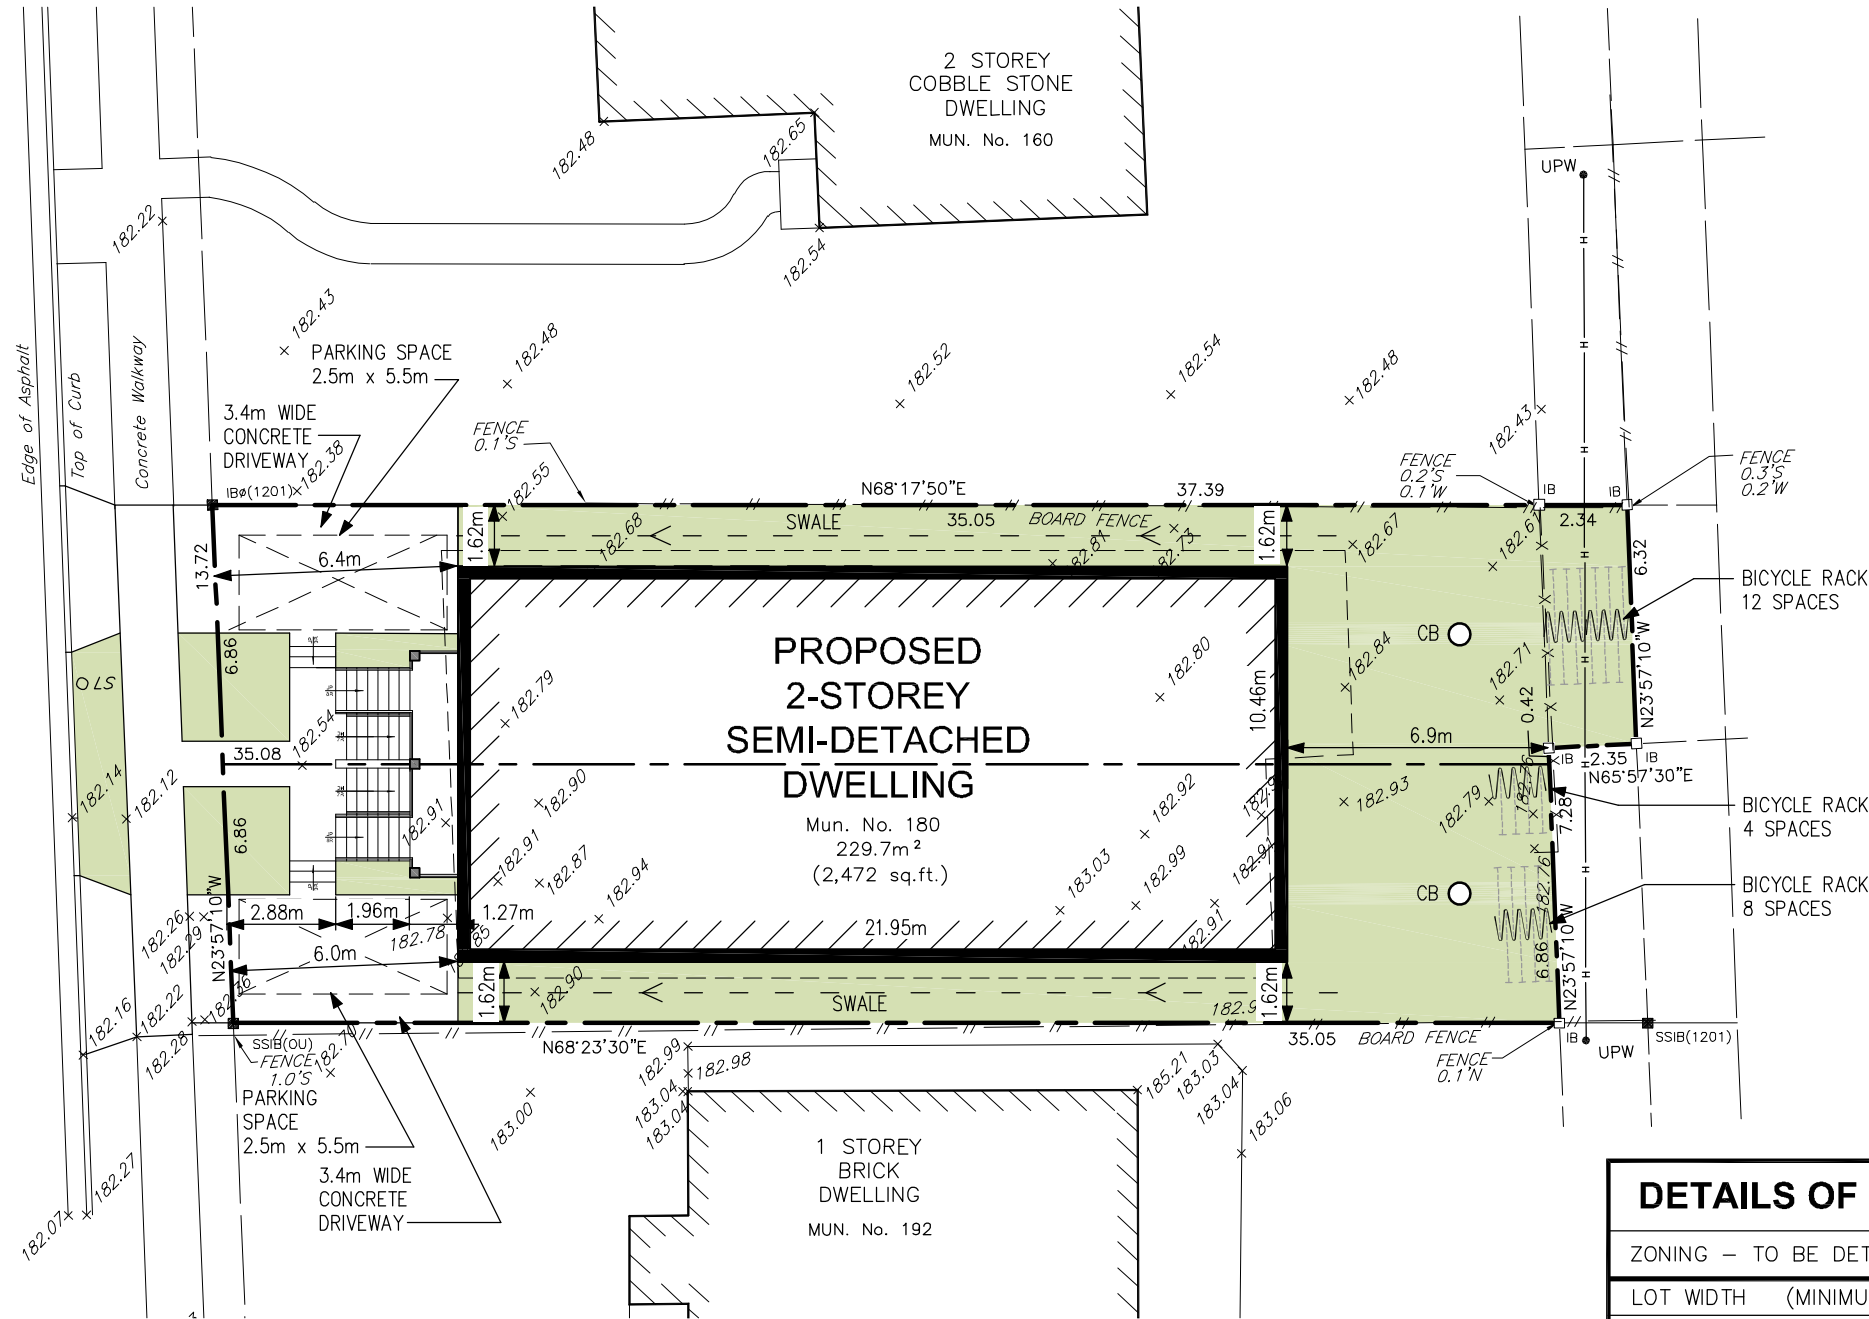 2 STOREY
COBBLE STONE
DWELLING
MUN. No. 160
182.48
182.65
182.54
182.22
182.43
182.48
182.52
182.54
182.48
182.43
UPW
Edge of Asphalt
Top of Curb
Concrete Walkway
PARKING SPACE
2.5m x 5.5m
3.4m WIDE
CONCRETE
DRIVEWAY
182.38
IBø(1201)
FENCE
0.1'S
182.55
N68°17'50"E
37.39
FENCE
0.2'S
0.1'W
IB
IB
FENCE
0.3'S
0.2'W
SWALE
35.05
BOARD FENCE
2.34
1.62m
1.62m
182.68
182.81
182.73
182.67
182.61
13.72
6.4m
6.32
BICYCLE RACK
12 SPACES
6.86
OLS
182.54
35.08
182.14
182.12
6.86
PROPOSED
2-STOREY
SEMI-DETACHED
DWELLING
Mun. No. 180
229.7m²
(2,472 sq.ft.)
182.79
182.80
10.46m
CB
182.84
182.71
0.42
6.9m
N23°57'10"W
IB
2.35
IB
N65°57'30"E
182.90
182.91
182.91
182.87
182.94
182.92
182.93
182.79
182.76
7.28
BICYCLE RACK
4 SPACES
183.03
182.99
182.91
182.91
CB
182.76
BICYCLE RACK
8 SPACES
N23°57'10"W
2.88m
1.96m
1.27m
21.95m
182.26
182.29
182.78
6.0m
6.86
N23°57'10"W
182.36
182.16
182.22
182.28
1.62m
182.90
SWALE
1.62m
SSIB(OU)
FENCE
1.0'S
N68°23'30"E
35.05
BOARD FENCE
FENCE
0.1'N
IB
UPW
SSIB(1201)
PARKING
SPACE
2.5m x 5.5m
3.4m WIDE
CONCRETE
DRIVEWAY
182.99
182.98
183.04
183.04
183.00
185.21
183.03
183.04
183.06
182.27
182.07
1 STOREY
BRICK
DWELLING
MUN. No. 192
DETAILS OF
ZONING – TO BE DET
LOT WIDTH (MINIMU